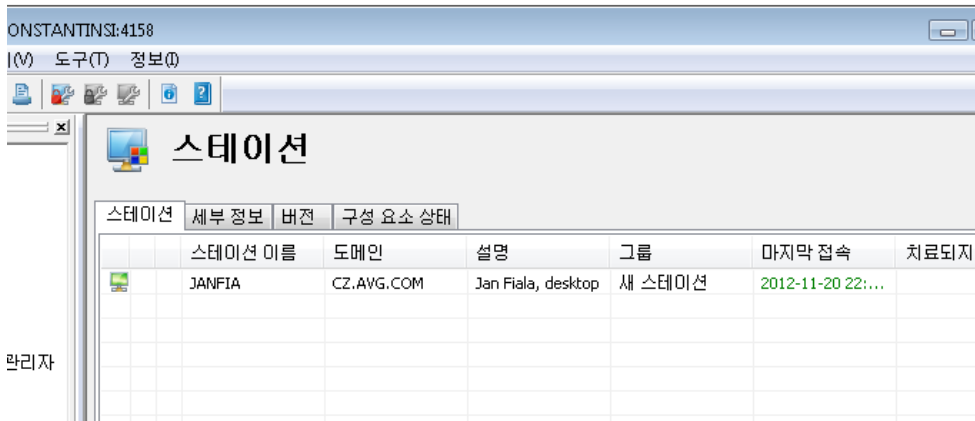 ONSTANTINSI:4158
(V) 도구(T) 정보(I)
스테이션
스테이션 세부 정보 버전 구성 요소 상태
스테이션 이름 도메인 설명 그룹 마지막 접속 치료되지
JANFIA CZ.AVG.COM Jan Fiala, desktop 새 스테이션 2012-11-20 22:...
관리자